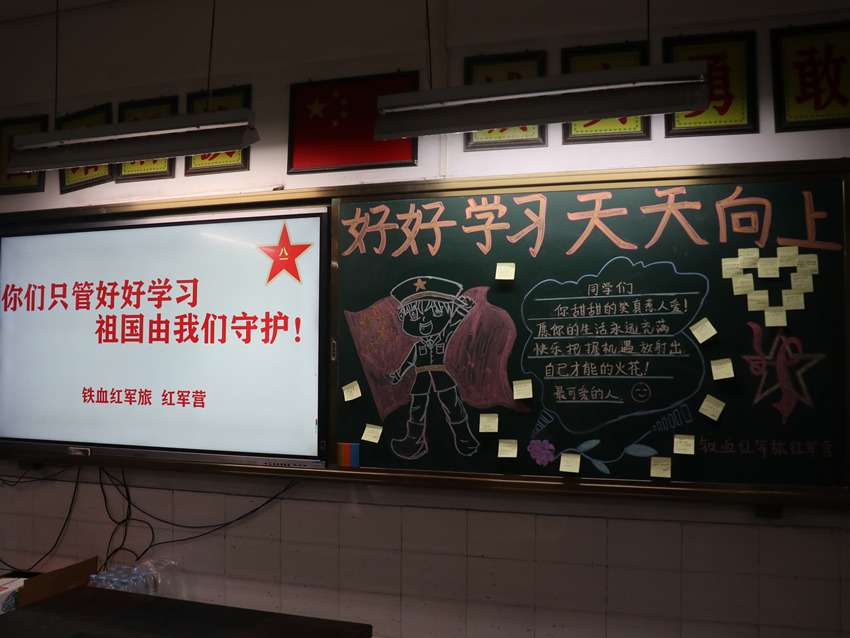 勇
敢
你们只管好好学习
祖国由我们守护！
铁血红军旅 红军营
八一
好好学习天天向上
同学们
你甜甜的笑真惹人爱！
愿你的生活永远充满
快乐把握机遇放射出
自己才能的火花！
最可爱的人
铁血红军旅红军营